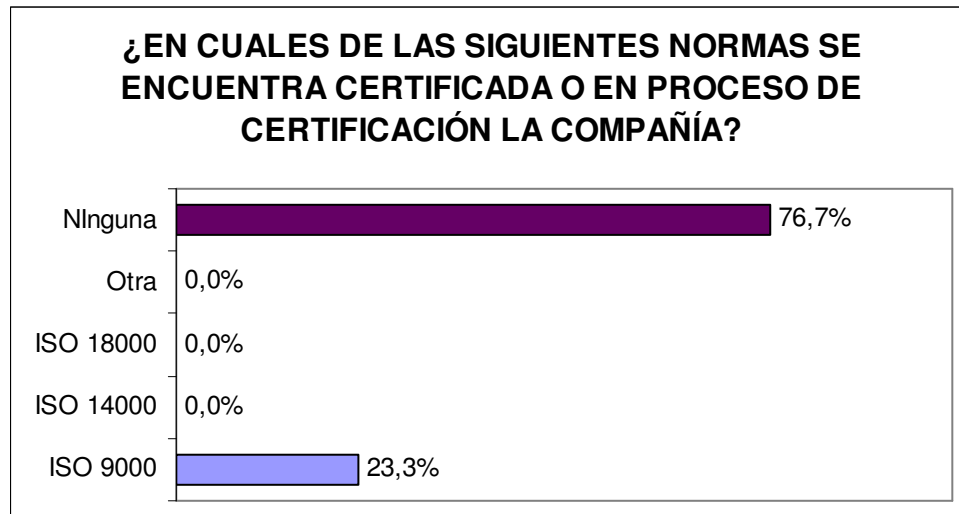 ¿EN CUALES DE LAS SIGUIENTES NORMAS SE
ENCUENTRA CERTIFICADA O EN PROCESO DE
CERTIFICACIÓN LA COMPAÑÍA?
NInguna 76,7%
Otra 0,0%
ISO 18000 0,0%
ISO 14000 0,0%
ISO 9000 23,3%